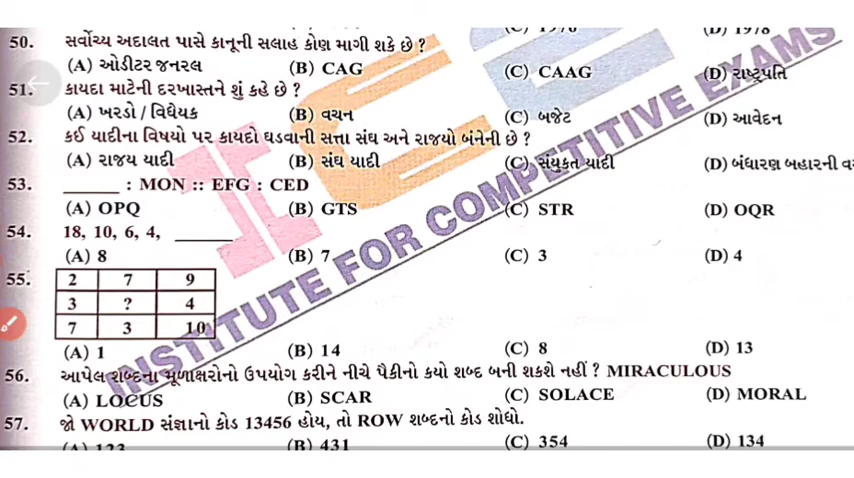 (D) 1978
50. સર્વોચ્ય અદાલત પાસે કાનૂની સલાહ કોણ માગી શકે છે ?
(A) ઓડીટર જનરલ (B) CAG (C) CAAG (D) રાષ્ટ્રપતિ
51. કાયદા માટેની દરખાસ્તને શું કહે છે ?
(A) ખરડો / વિધેયક (B) વચન (C) બજેટ (D) આવેદન
52. કઈ યાદીના વિષયો પર કાયદો ઘડવાની સત્તા સંઘ અને રાજ્યો બંનેની છે ?
(A) રાજય યાદી (B) સંઘ યાદી (C) સંયુકત યાદી (D) બંધારણ બહારની
53. ______ : MON :: EFG : CED
(A) OPQ (B) GTS (C) STR (D) OQR
54. 18, 10, 6, 4, ______
(A) 8 (B) 7 (C) 3 (D) 4
55. 2 7 9
3 ? 4
7 3 10
(A) 1 (B) 14 (C) 8 (D) 13
56. આપેલ શબ્દના મૂળાક્ષરોનો ઉપયોગ કરીને નીચે પૈકીનો કયો શબ્દ બની શકશે નહીં ? MIRACULOUS
(A) LOCUS (B) SCAR (C) SOLACE (D) MORAL
57. જો WORLD સંજ્ઞાનો કોડ 13456 હોય, તો ROW શબ્દનો કોડ શોધો.
(A) 123 (B) 431 (C) 354 (D) 134
ICE
INSTITUTE FOR COMPETITIVE EXAMS